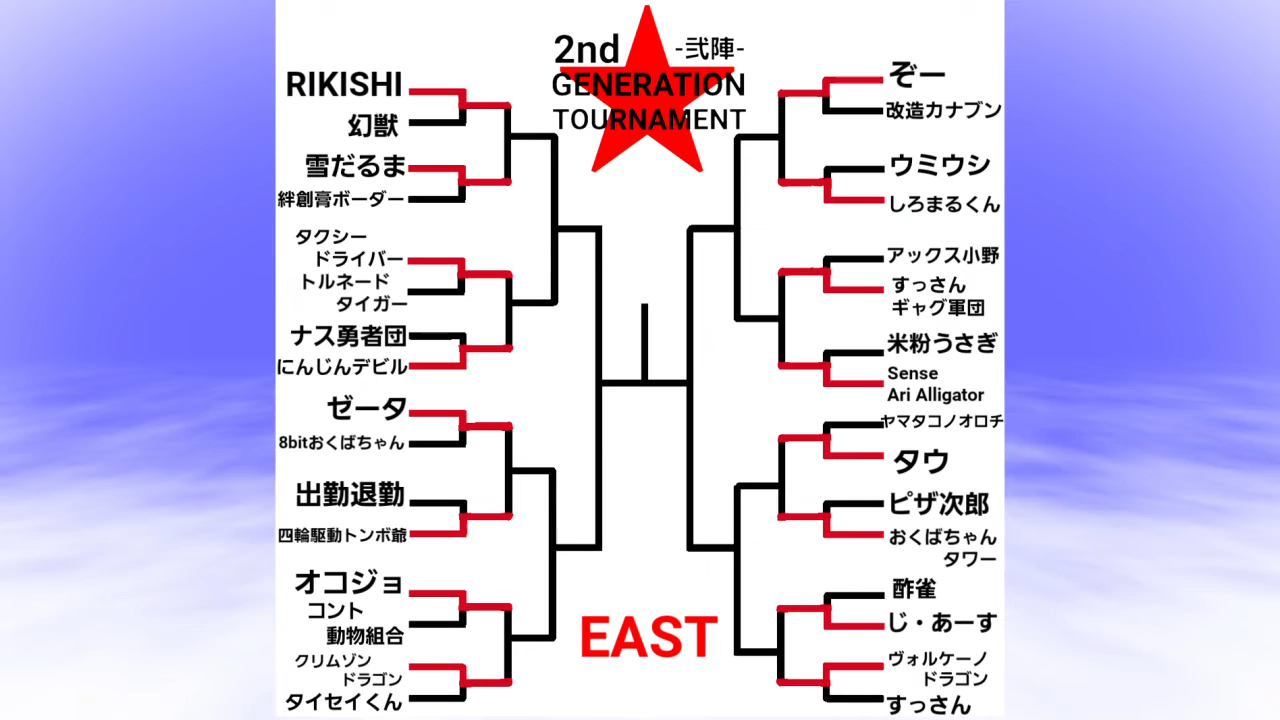 2nd -弐陣-
GENERATION
TOURNAMENT
RIKISHI
幻獣
雪だるま
絆創膏ボーダー
タクシー
ドライバー
トルネード
タイガー
ナス勇者団
にんじんデビル
ゼータ
8bitおくばちゃん
出勤退勤
四輪駆動トンボ爺
オコジョ
コント
動物組合
クリムゾン
ドラゴン
タイセイくん
ぞー
改造カナブン
ウミウシ
しろまるくん
アックス小野
すっさん
ギャグ軍団
米粉うさぎ
Sense
Ari Alligator
ヤマタコノオロチ
タウ
ピザ次郎
おくばちゃん
タワー
酢雀
じ・あーす
ヴォルケーノ
ドラゴン
すっさん
EAST